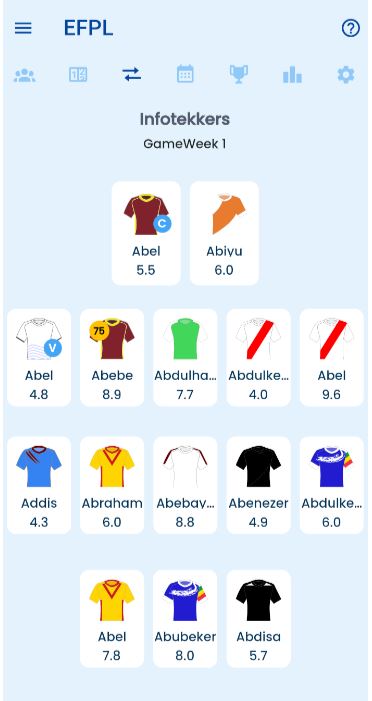 EFPL
Infotekkers
GameWeek 1
C
Abel
5.5
Abiyu
6.0
V
Abel
4.8
75
Abebe
8.9
Abdulha...
7.7
Abdulke...
4.0
Abel
9.6
Addis
4.3
Abraham
6.0
Abebay...
8.8
Abenezer
4.9
Abdulke...
6.0
Abel
7.8
Abubeker
8.0
Abdisa
5.7